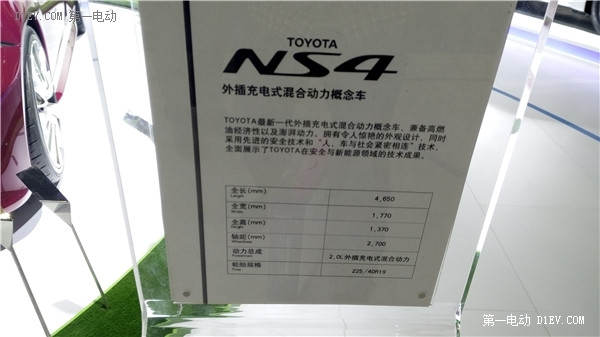 D1EV.COM 第一电动
TOYOTA
NS4
外插充电式混合动力概念车
TOYOTA最新一代外插充电式混合动力概念车、兼备高燃
油经济性以及澎湃动力。拥有令人惊艳的外观设计，同时
采用先进的安全技术和“人、车与社会紧密相连”技术，
全面展示了TOYOTA在安全与新能源领域的技术成果。
全长(mm) 4,650
Length
全宽(mm) 1,770
Width
全高(mm) 1,370
Height
轴距(mm) 2,700
Wheelbase
动力总成 2.0L外插充电式混合动力
Powertrain
轮胎规格 225/40R19
Tires
第一电动 D1EV.COM